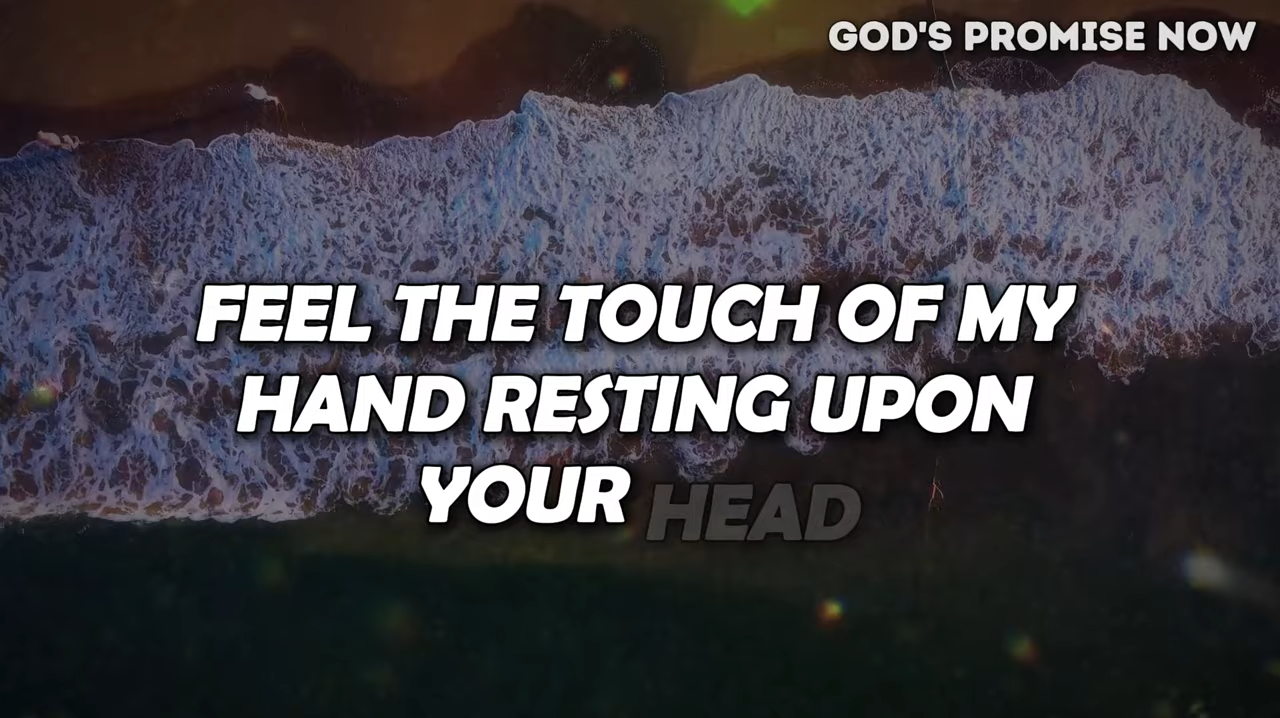 GOD'S PROMISE NOW
FEEL THE TOUCH OF MY
HAND RESTING UPON
YOUR HEAD